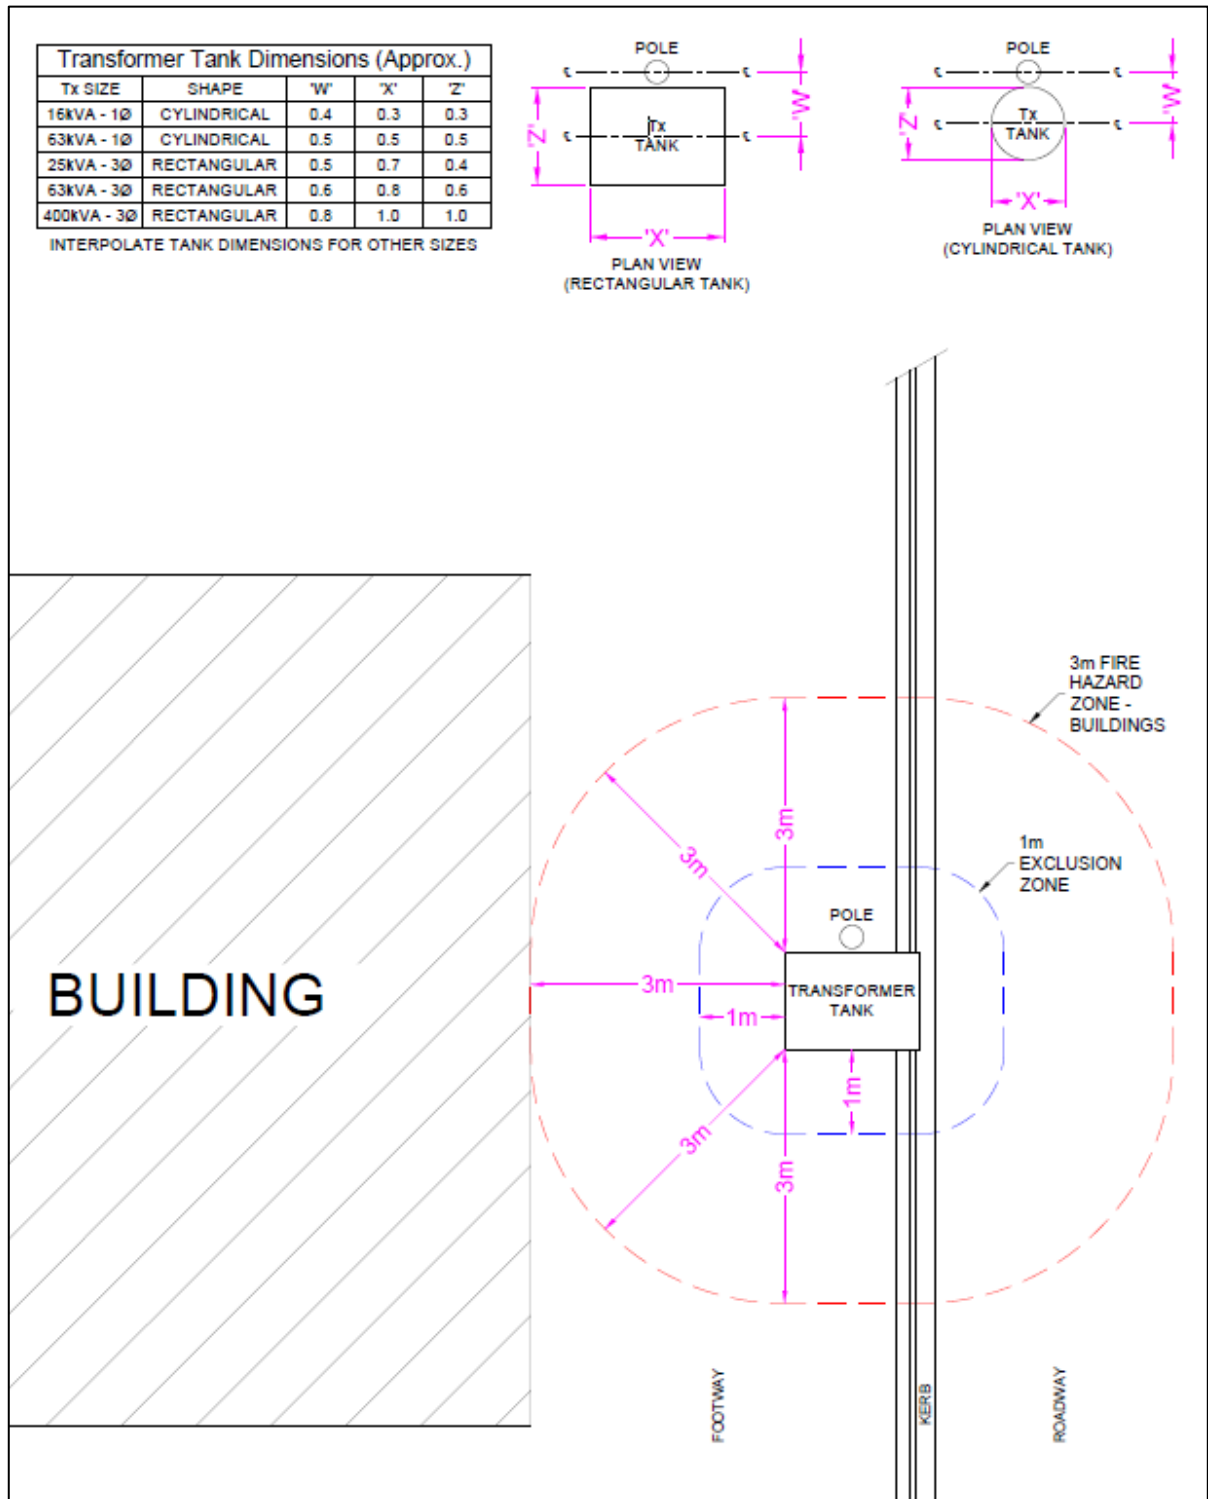 Transformer Tank Dimensions (Approx.)
Tx SIZE SHAPE 'W' 'X' 'Z'
16kVA - 1Ø CYLINDRICAL 0.4 0.3 0.3
63kVA - 1Ø CYLINDRICAL 0.5 0.5 0.5
25kVA - 3Ø RECTANGULAR 0.5 0.7 0.4
63kVA - 3Ø RECTANGULAR 0.6 0.8 0.6
400kVA - 3Ø RECTANGULAR 0.8 1.0 1.0
INTERPOLATE TANK DIMENSIONS FOR OTHER SIZES
POLE
℄ ℄
'W'
'Z'
℄ ℄
Tx
TANK
'X'
PLAN VIEW
(RECTANGULAR TANK)
POLE
℄ ℄
'W'
'Z'
℄ ℄
Tx
TANK
'X'
PLAN VIEW
(CYLINDRICAL TANK)
3m FIRE
HAZARD
ZONE -
BUILDINGS
3m
3m
1m
EXCLUSION
ZONE
POLE
BUILDING
3m
TRANSFORMER
TANK
1m
1m
3m
3m
FOOTWAY
KERB
ROADWAY